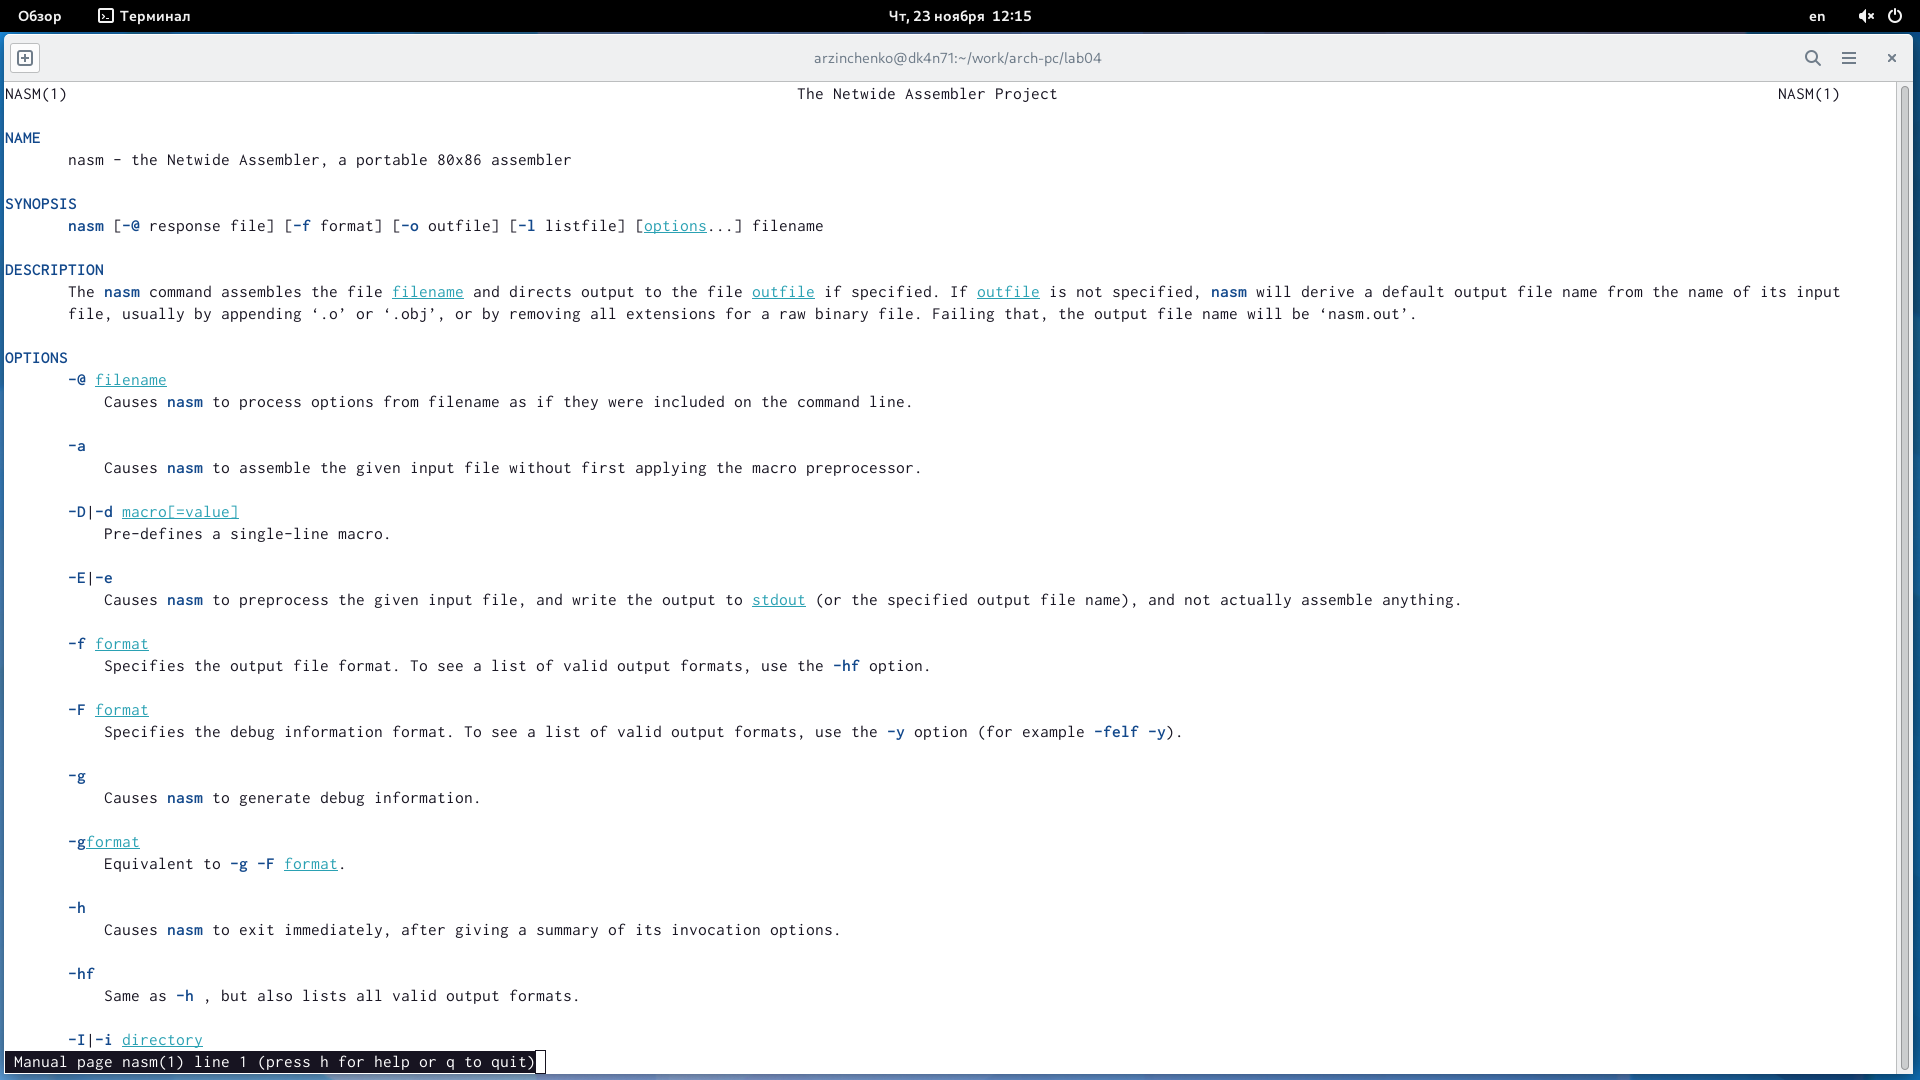 Обзор Терминал Чт, 23 ноября 12:15 en
arzinchenko@dk4n71:~/work/arch-pc/lab04
NASM(1) The Netwide Assembler Project NASM(1)
NAME
nasm - the Netwide Assembler, a portable 80x86 assembler
SYNOPSIS
nasm [-@ response file] [-f format] [-o outfile] [-l listfile] [options...] filename
DESCRIPTION
The nasm command assembles the file filename and directs output to the file outfile if specified. If outfile is not specified, nasm will derive a default output file name from the name of its input
file, usually by appending ‘.o’ or ‘.obj’, or by removing all extensions for a raw binary file. Failing that, the output file name will be ‘nasm.out’.
OPTIONS
-@ filename
Causes nasm to process options from filename as if they were included on the command line.
-a
Causes nasm to assemble the given input file without first applying the macro preprocessor.
-D|-d macro[=value]
Pre-defines a single-line macro.
-E|-e
Causes nasm to preprocess the given input file, and write the output to stdout (or the specified output file name), and not actually assemble anything.
-f format
Specifies the output file format. To see a list of valid output formats, use the -hf option.
-F format
Specifies the debug information format. To see a list of valid output formats, use the -y option (for example -felf -y).
-g
Causes nasm to generate debug information.
-gformat
Equivalent to -g -F format.
-h
Causes nasm to exit immediately, after giving a summary of its invocation options.
-hf
Same as -h , but also lists all valid output formats.
-I|-i directory
Manual page nasm(1) line 1 (press h for help or q to quit)